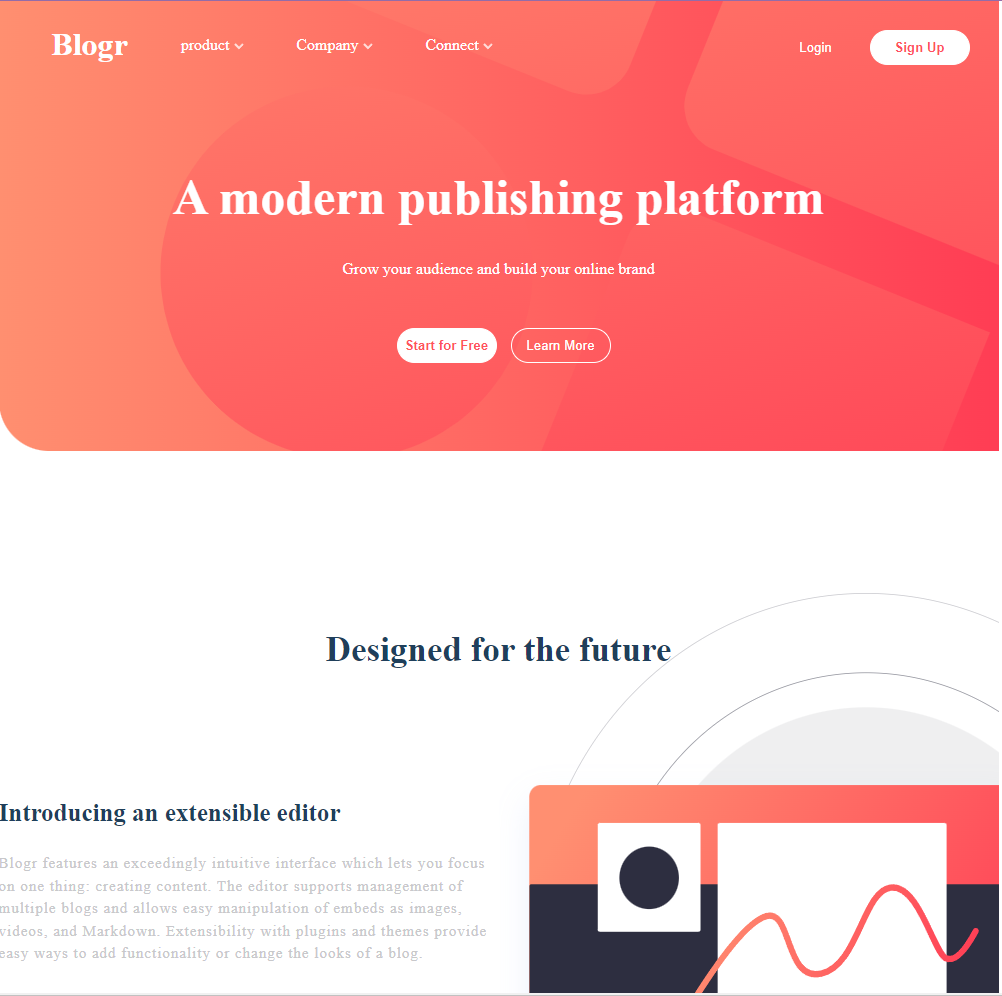 Blogr product Company Connect Login Sign Up
A modern publishing platform
Grow your audience and build your online brand
Start for Free Learn More
Designed for the future
Introducing an extensible editor
Blogr features an exceedingly intuitive interface which lets you focus
on one thing: creating content. The editor supports management of
multiple blogs and allows easy manipulation of embeds as images,
videos, and Markdown. Extensibility with plugins and themes provide
easy ways to add functionality or change the looks of a blog.